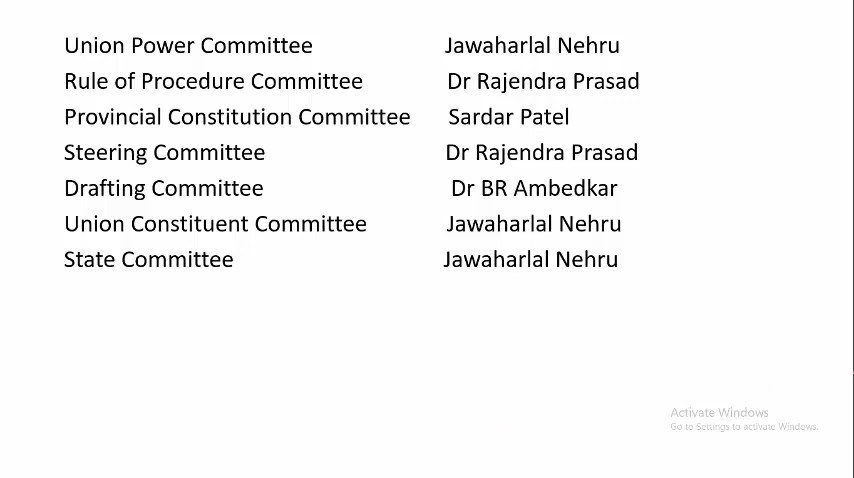 Union Power Committee Jawaharlal Nehru
Rule of Procedure Committee Dr Rajendra Prasad
Provincial Constitution Committee Sardar Patel
Steering Committee Dr Rajendra Prasad
Drafting Committee Dr BR Ambedkar
Union Constituent Committee Jawaharlal Nehru
State Committee Jawaharlal Nehru
Activate Windows
Go to Settings to activate Windows.